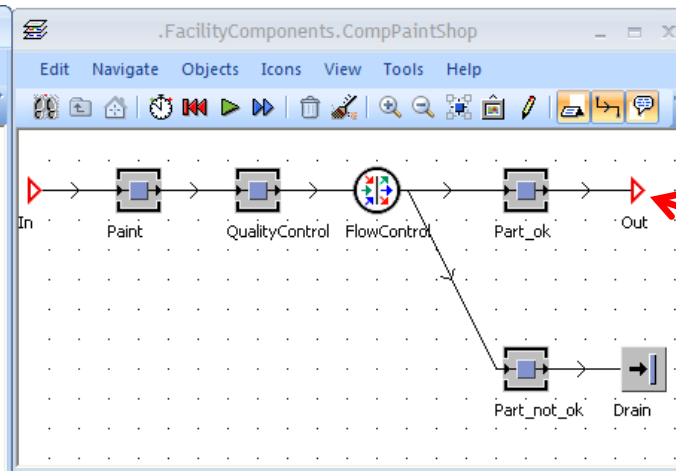 .FacilityComponents.CompPaintShop
Edit Navigate Objects Icons View Tools Help
In Paint QualityControl FlowControl Part_ok Out
Part_not_ok Drain